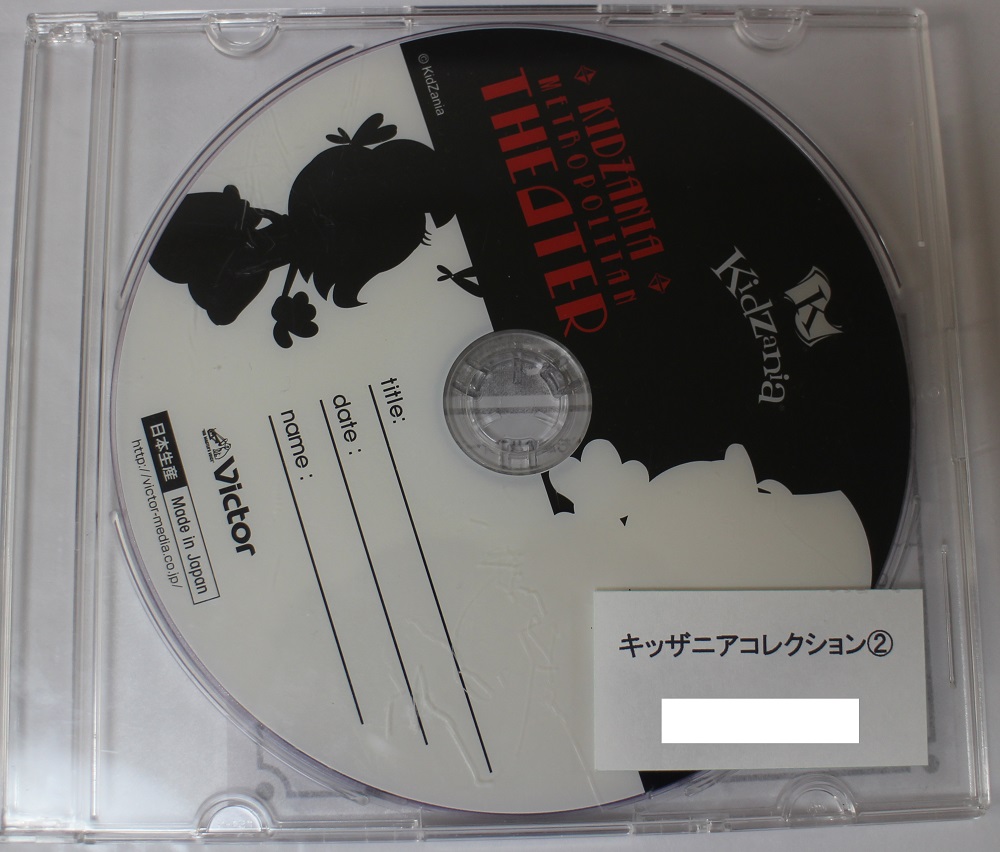 © KidZania
KIDZANIA
METROPOLITAN
THEATER
KidZania
title:
date :
name :
Victor
日本生産 Made in Japan
http://victor-media.co.jp/
キッザニアコレクション②